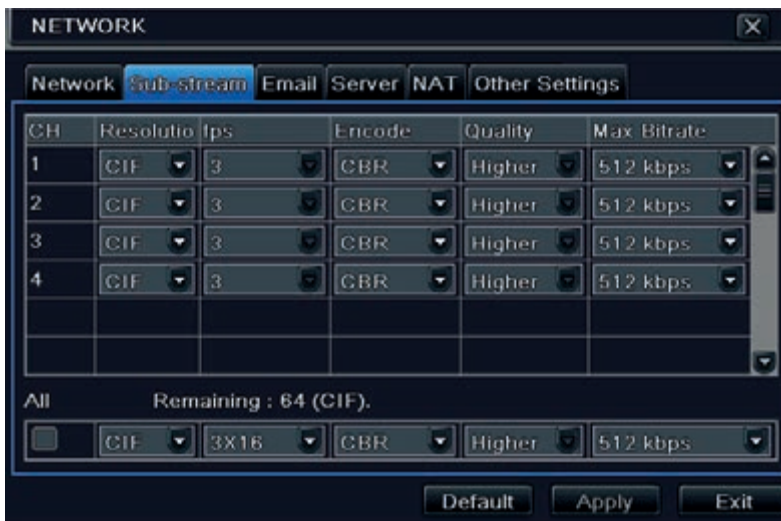 NETWORK
Network Sub-stream Email Server NAT Other Settings
CH Resolutio fps Encode Quality Max Bitrate
1 CIF 3 CBR Higher 512 kbps
2 CIF 3 CBR Higher 512 kbps
3 CIF 3 CBR Higher 512 kbps
4 CIF 3 CBR Higher 512 kbps
All Remaining : 64 (CIF).
CIF 3X16 CBR Higher 512 kbps
Default Apply Exit